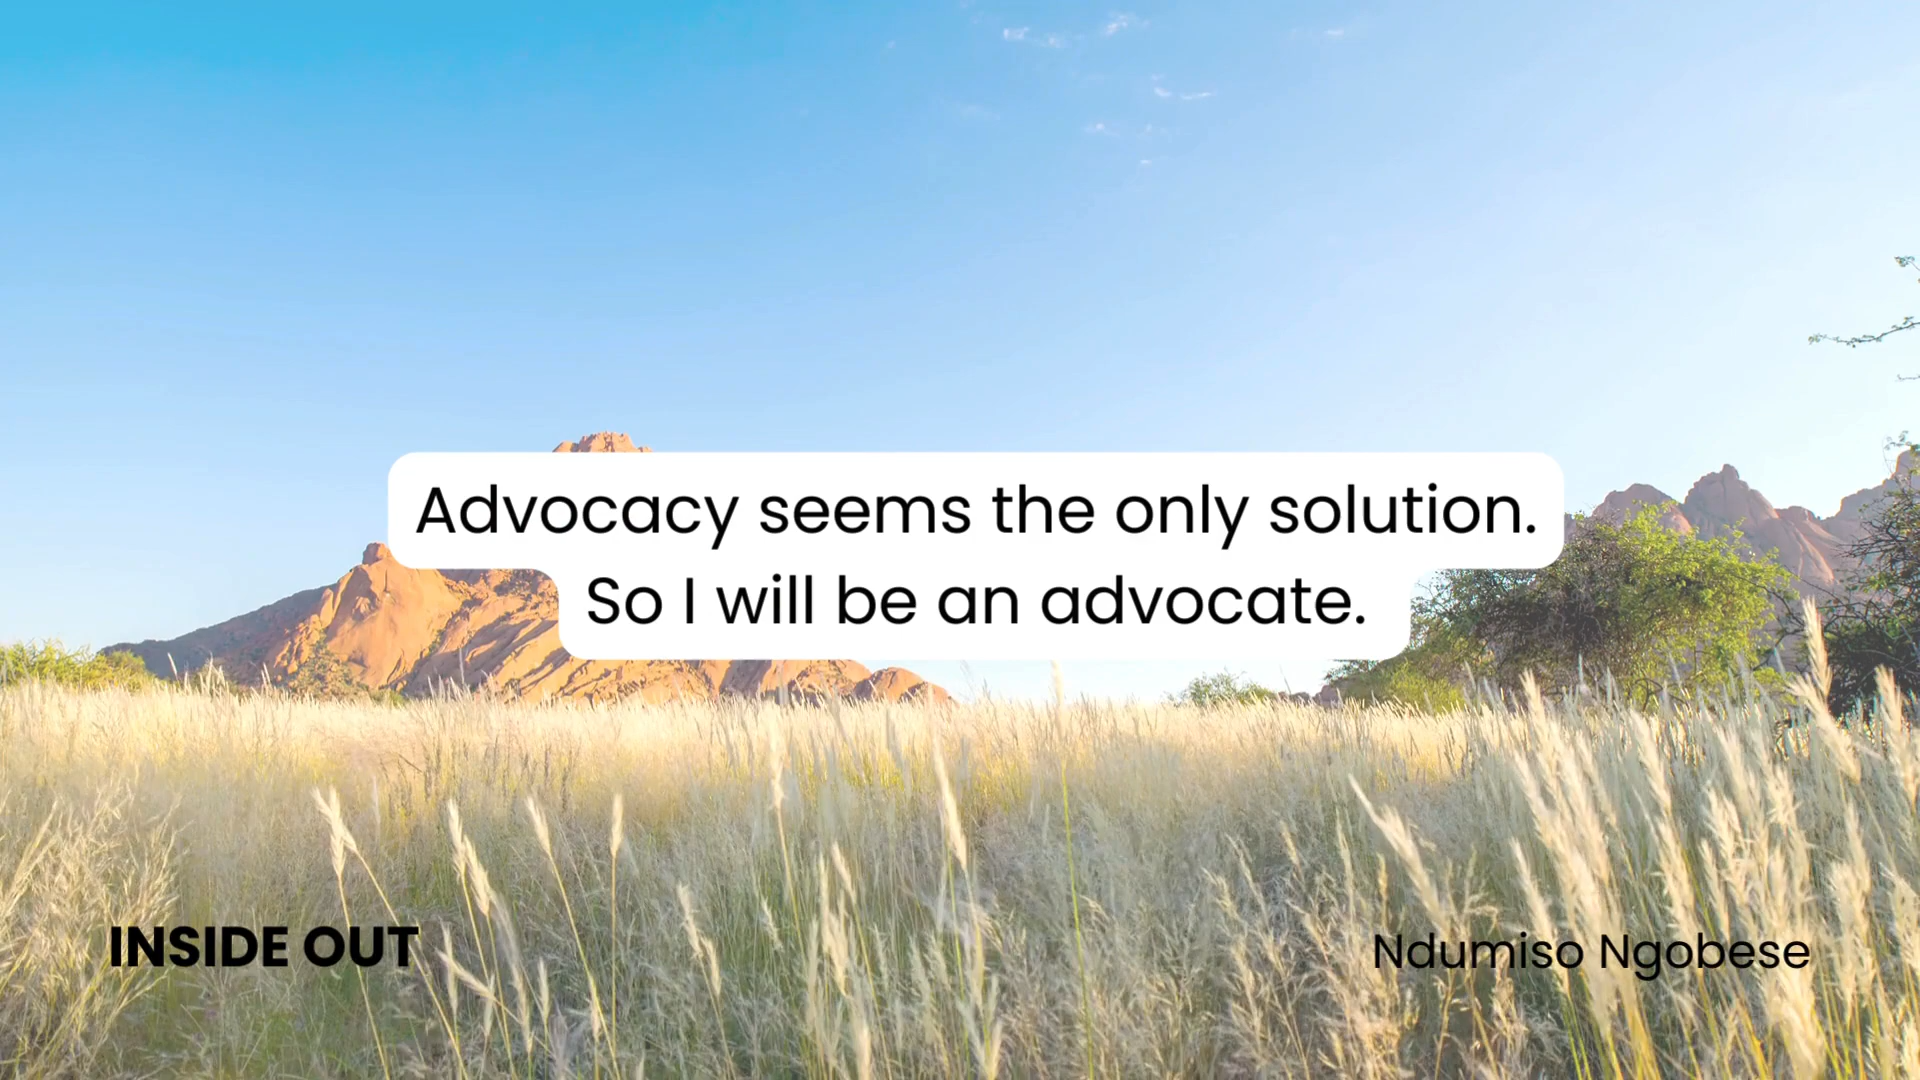 Advocacy seems the only solution.
So I will be an advocate.
INSIDE OUT
Ndumiso Ngobese